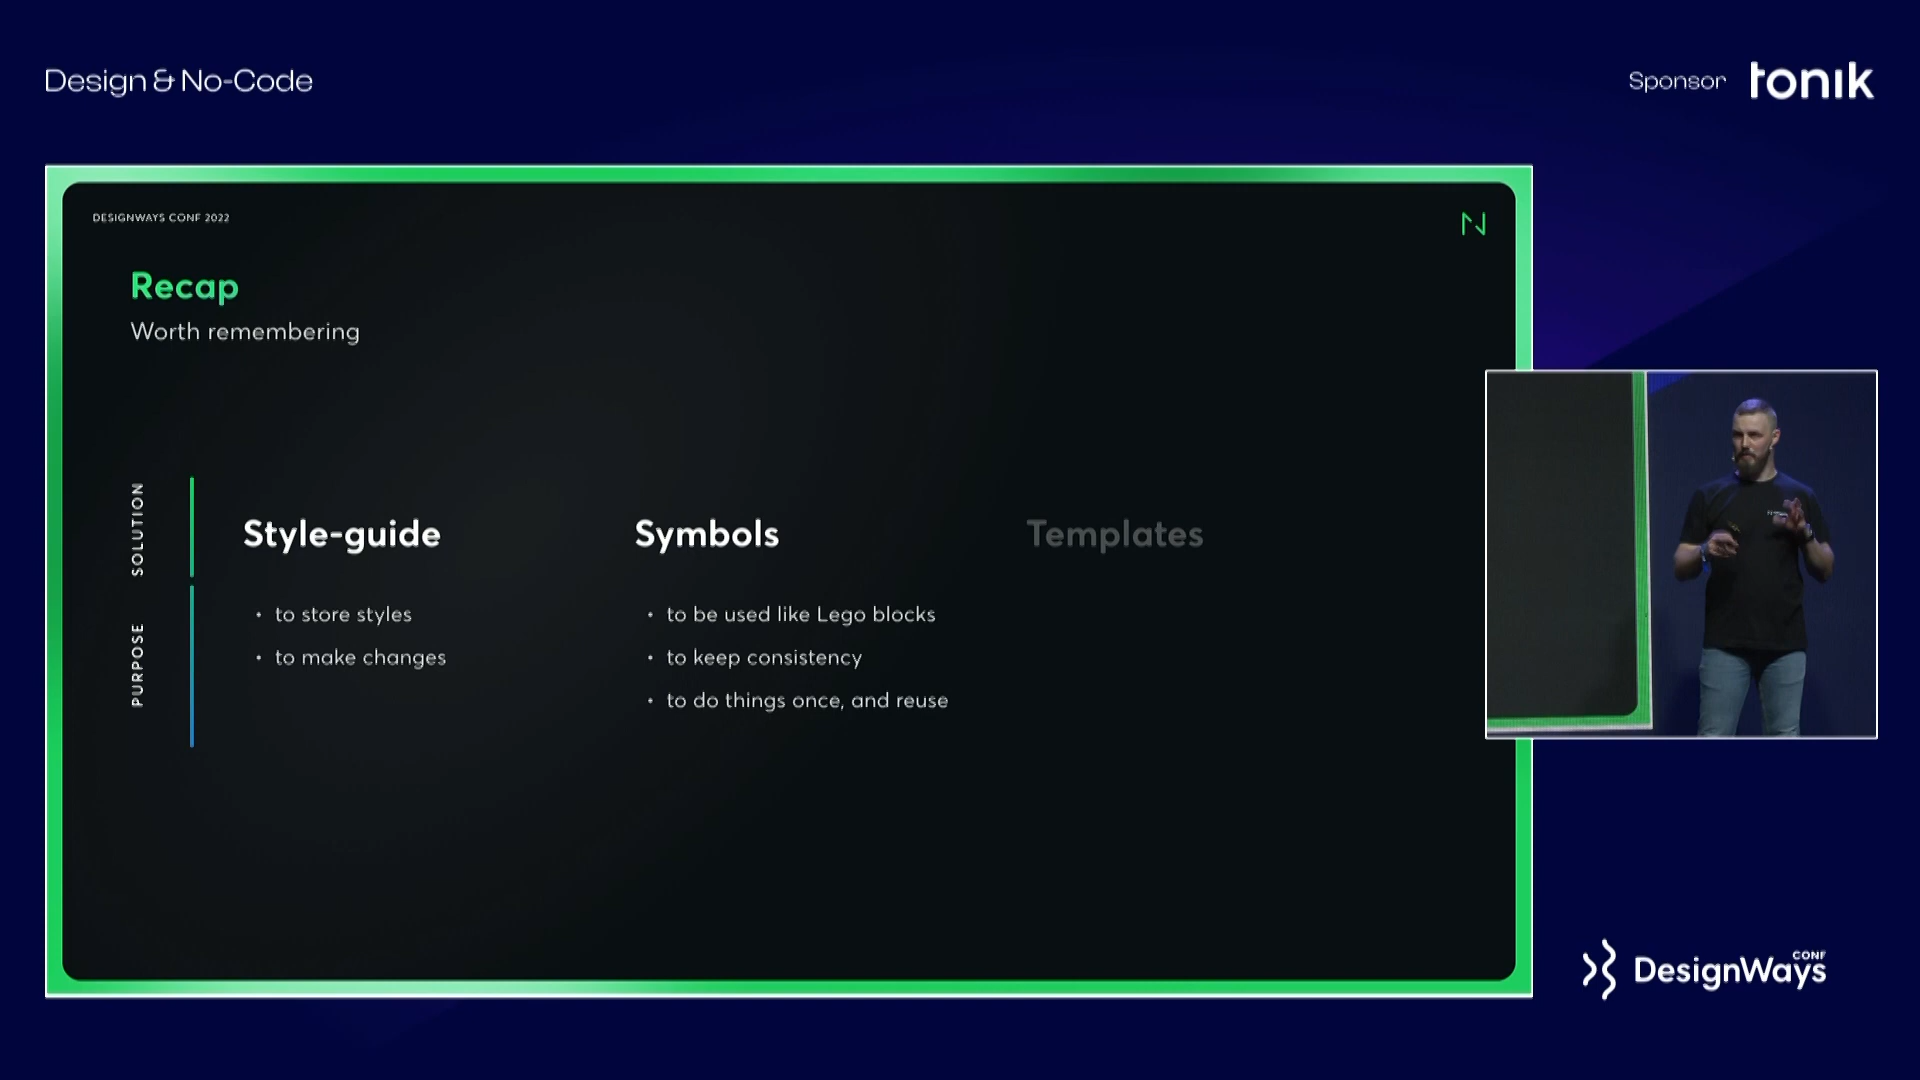 Design & No-Code
Sponsor tonik
DESIGNWAYS CONF 2022
N
Recap
Worth remembering
SOLUTION
Style-guide
Symbols
Templates
PURPOSE
• to store styles
• to make changes
• to be used like Lego blocks
• to keep consistency
• to do things once, and reuse
DesignWays CONF